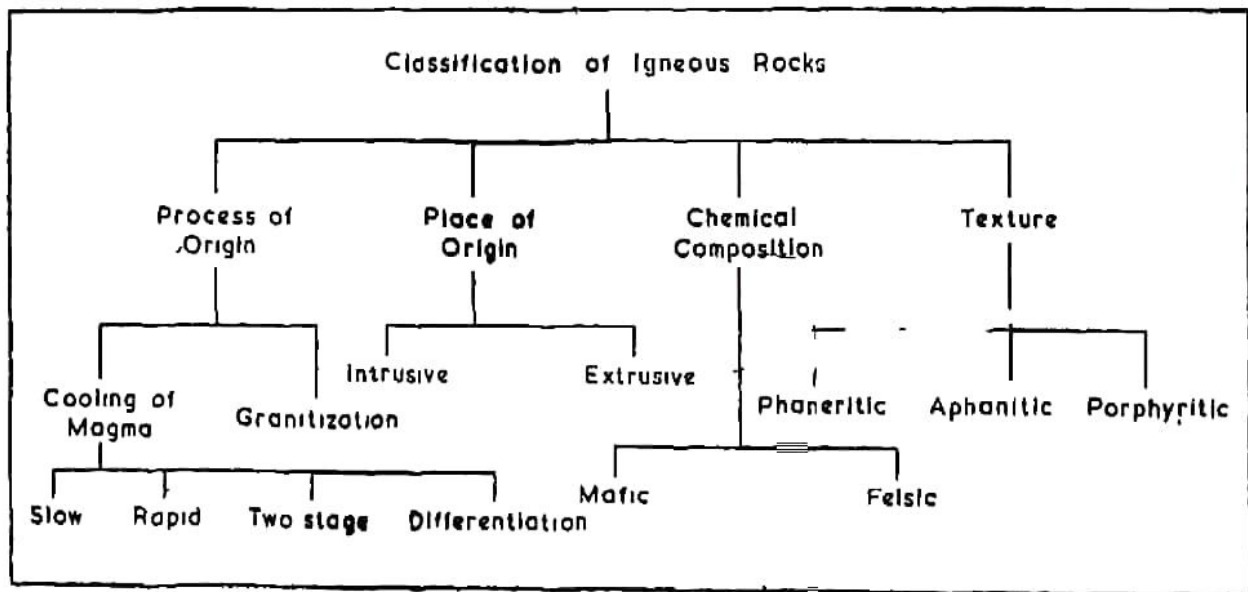 Classification of Igneous Rocks
Process of
Origin
Place of
Origin
Chemical
Composition
Texture
Intrusive
Extrusive
Cooling of
Magma
Granitization
Phaneritic
Aphanitic
Porphyritic
Mafic
Felsic
Slow
Rapid
Two stage
Differentiation